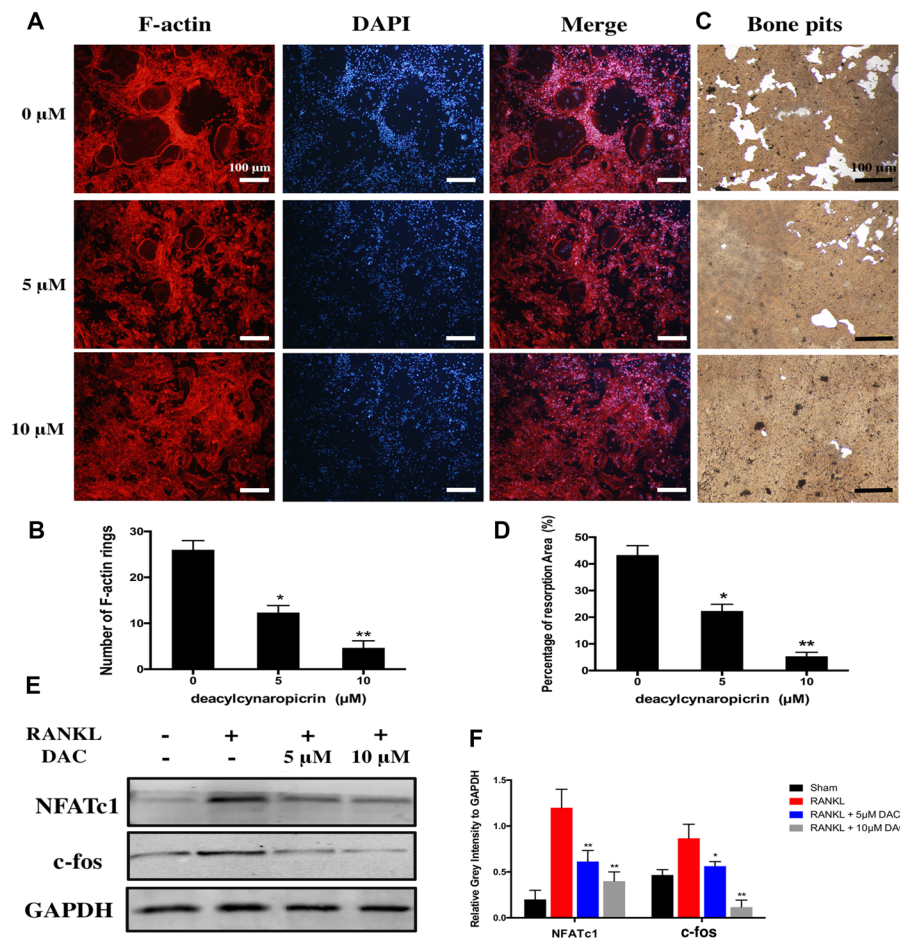 A F-actin DAPI Merge C Bone pits
0 μM
100 μm 100 μm
5 μM
10 μM
B
Number of F-actin rings
30
20
10
0
*
**
0 5 10
deacylcynaropicrin (μM)
D
Percentage of resorption Area (%)
50
40
30
20
10
0
*
**
0 5 10
deacylcynaropicrin (μM)
E
RANKL - + + +
DAC - - 5 μM 10 μM
NFATc1
c-fos
GAPDH
F
Relative Grey Intensity to GAPDH
1.5
1.0
0.5
0.0
** **
* **
NFATc1 c-fos
Sham
RANKL
RANKL + 5μM DAC
RANKL + 10μM DA